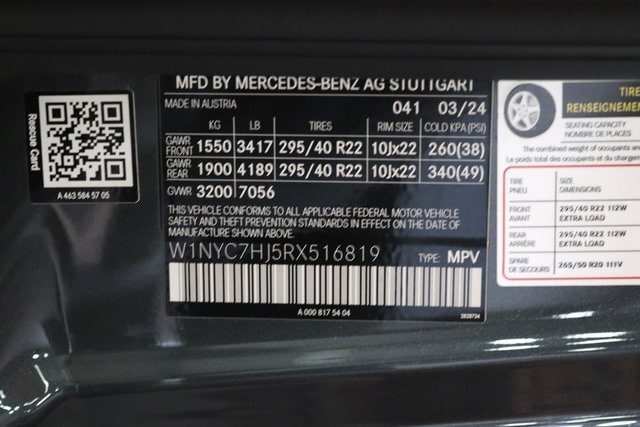 Rescue Card
A 463 584 57 05
MFD BY MERCEDES-BENZ AG STUTTGART
MADE IN AUSTRIA 041 03/24
KG LB TIRES RIM SIZE COLD KPA(PSI)
GAWR FRONT 1550 3417 295/40 R22 10Jx22 260(38)
GAWR REAR 1900 4189 295/40 R22 10Jx22 340(49)
GVWR 3200 7056
THIS VEHICLE CONFORMS TO ALL APPLICABLE FEDERAL MOTOR VEHICLE
SAFETY AND THEFT PREVENTION STANDARDS IN EFFECT ON THE DATE OF
MANUFACTURE SHOWN ABOVE.
W1NYC7HJ5RX516819 TYPE: MPV
A 000 817 54 04
TIRE
RENSEIGNEMEN
SEATING CAPACITY
NOMBRE DE PLACES
The combined weight of occupants and
Le poids total des occupants et du charge
TIRE PNEU SIZE DIMENSIONS
FRONT AVANT 295/40 R22 112W EXTRA LOAD
REAR ARRIÈRE 295/40 R22 112W EXTRA LOAD
SPARE DE SECOURS 265/50 R20 111V